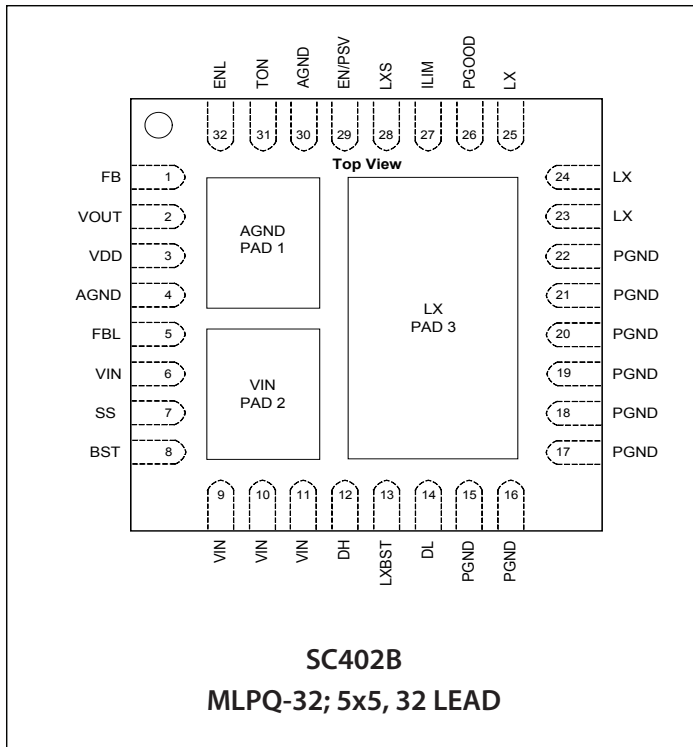 ENL TON AGND EN/PSV LXS ILIM PGOOD LX
32 31 30 29 28 27 26 25
Top View
FB 1
VOUT 2
VDD 3
AGND 4
FBL 5
VIN 6
SS 7
BST 8
AGND
PAD 1
VIN
PAD 2
LX
PAD 3
24 LX
23 LX
22 PGND
21 PGND
20 PGND
19 PGND
18 PGND
17 PGND
9 10 11 12 13 14 15 16
VIN VIN VIN DH LXBST DL PGND PGND
SC402B
MLPQ-32; 5x5, 32 LEAD